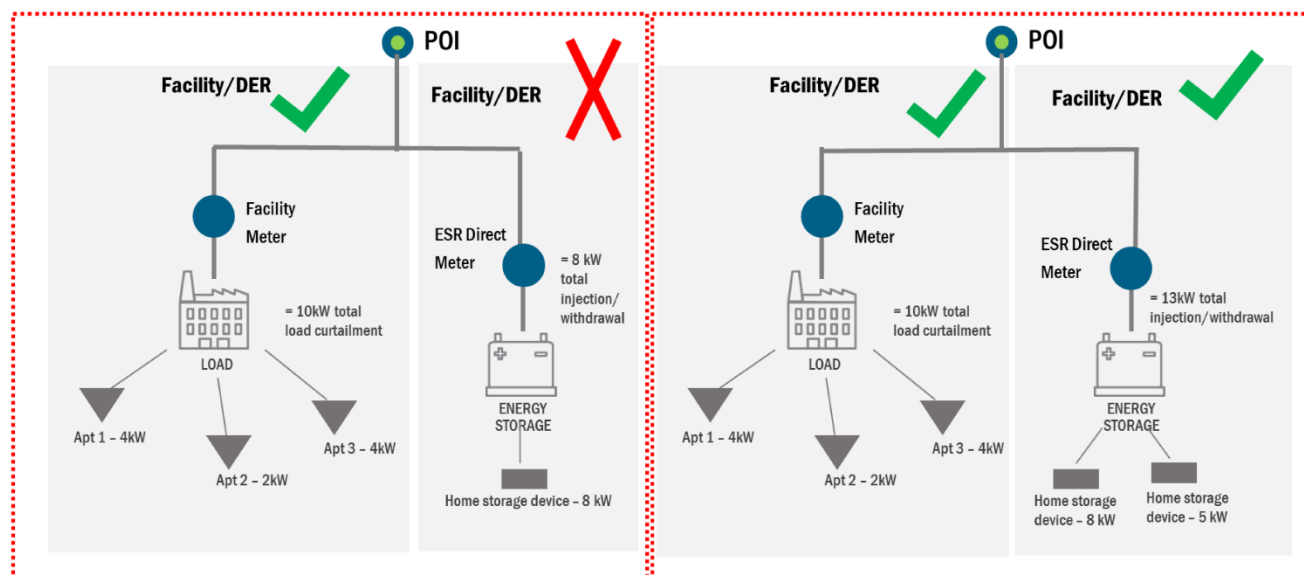 POI
Facility/DER
Facility/DER
Facility
Meter
ESR Direct
Meter
= 8 kW
total
injection/
withdrawal
= 10kW total
load curtailment
LOAD
Apt 1 – 4kW
Apt 2 – 2kW
Apt 3 – 4kW
ENERGY
STORAGE
Home storage device – 8 kW
POI
Facility/DER
Facility/DER
Facility
Meter
ESR Direct
Meter
= 13kW total
injection/withdrawal
= 10kW total
load curtailment
LOAD
Apt 1 – 4kW
Apt 2 – 2kW
Apt 3 – 4kW
ENERGY
STORAGE
Home storage
device – 8 kW
Home storage
device – 5 kW